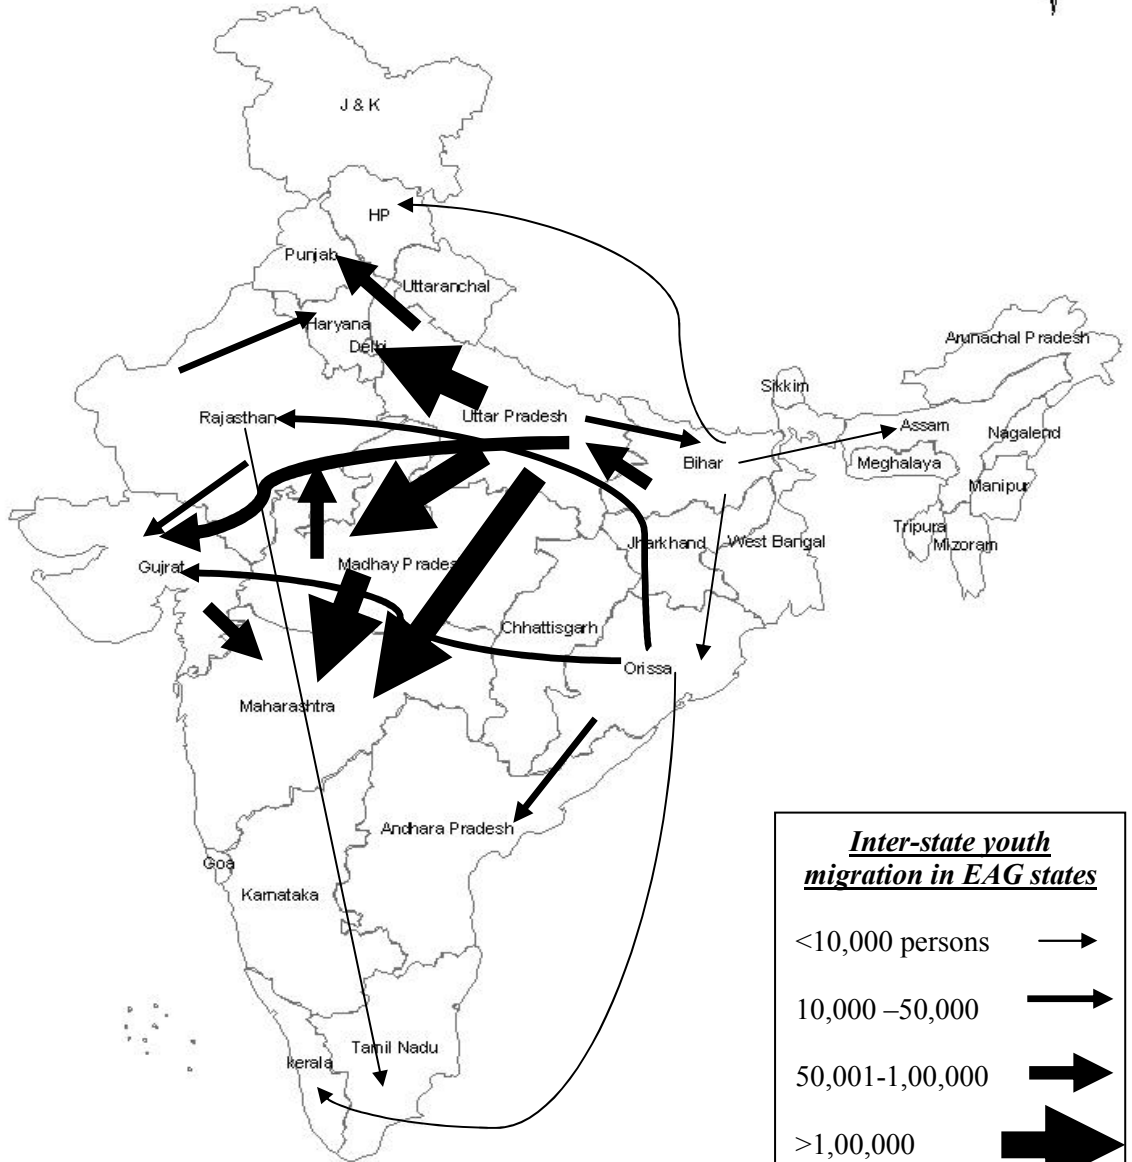 J & K
HP
Punjab
Uttaranchal
Haryana
Delhi
Arunachal Pradesh
Sikkim
Rajasthan
Uttar Pradesh
Assam
Nagalend
Bihar
Meghalaya
Manipur
Tripura
Mizoram
Jharkhand
West Bangal
Gujrat
Madhay Prades
Chhattisgarh
Orissa
Maharashtra
Andhara Pradesh
Goa
Karnataka
Tamil Nadu
kerala
Inter-state youth
migration in EAG states
<10,000 persons
10,000 –50,000
50,001-1,00,000
>1,00,000